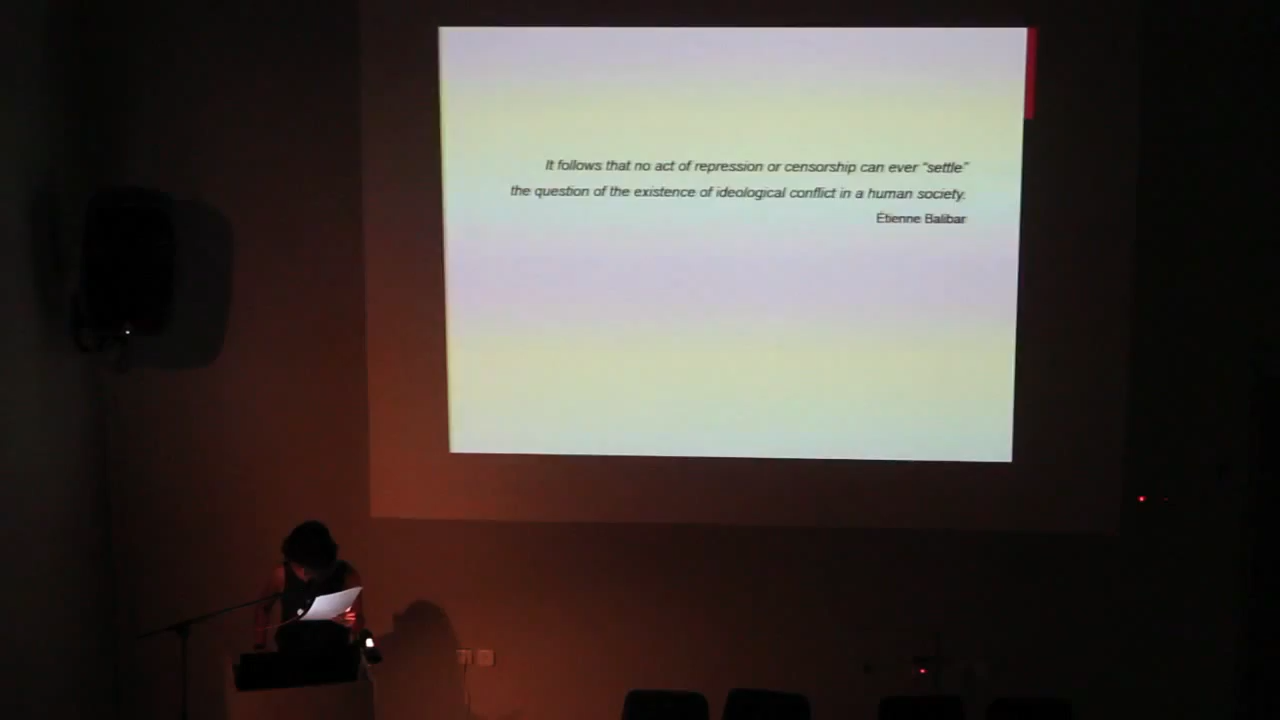 It follows that no act of repression or censorship can ever “settle”
the question of the existence of ideological conflict in a human society.
Étienne Balibar